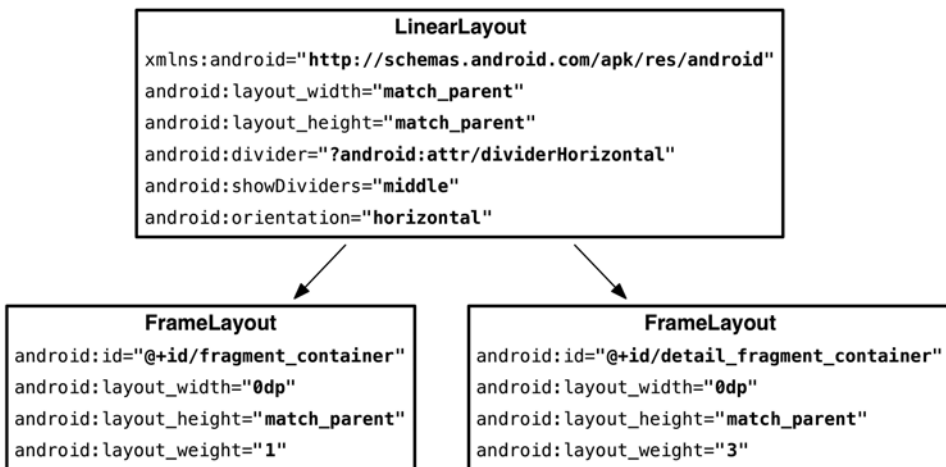 LinearLayout
xmlns:android="http://schemas.android.com/apk/res/android"
android:layout_width="match_parent"
android:layout_height="match_parent"
android:divider="?android:attr/dividerHorizontal"
android:showDividers="middle"
android:orientation="horizontal"
FrameLayout
android:id="@+id/fragment_container"
android:layout_width="0dp"
android:layout_height="match_parent"
android:layout_weight="1"
FrameLayout
android:id="@+id/detail_fragment_container"
android:layout_width="0dp"
android:layout_height="match_parent"
android:layout_weight="3"